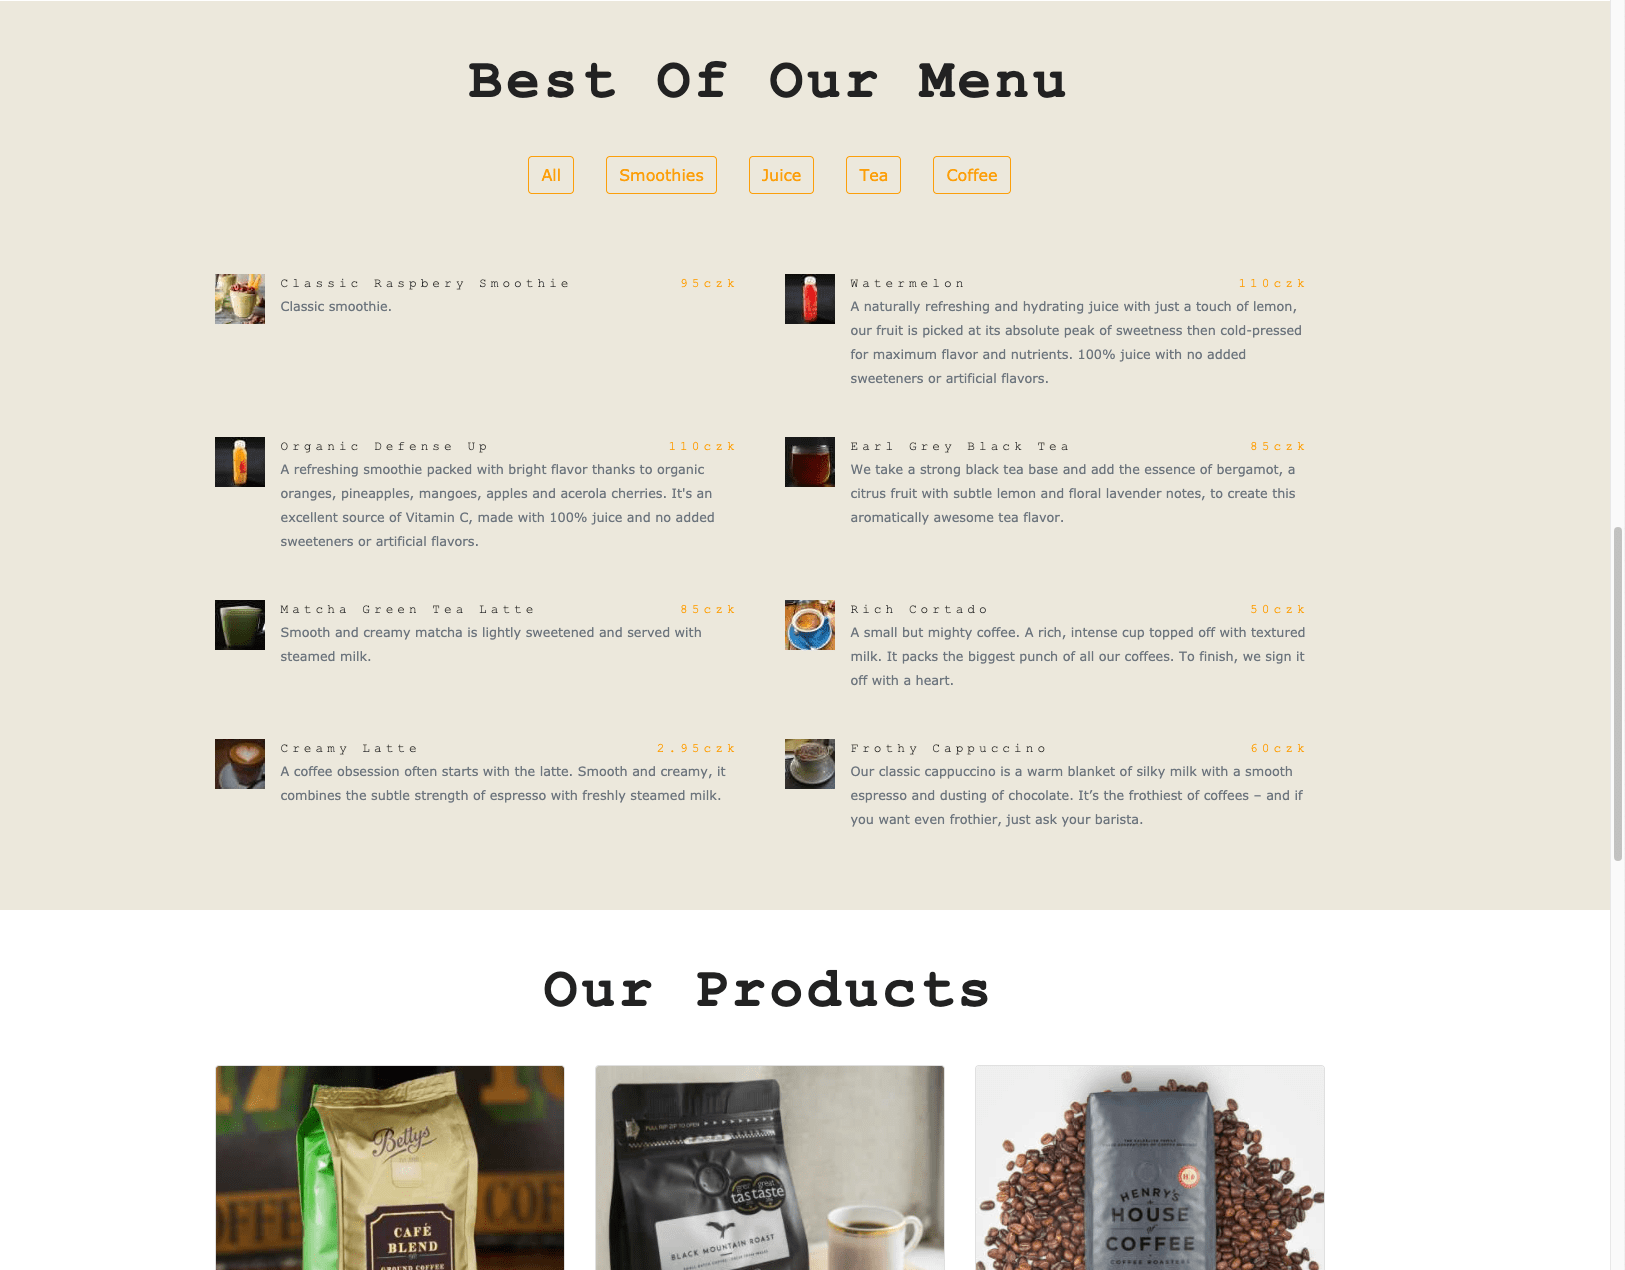 Best Of Our Menu
All
Smoothies
Juice
Tea
Coffee
Classic Raspbery Smoothie 95czk
Classic smoothie.
Watermelon 110czk
A naturally refreshing and hydrating juice with just a touch of lemon,
our fruit is picked at its absolute peak of sweetness then cold-pressed
for maximum flavor and nutrients. 100% juice with no added
sweeteners or artificial flavors.
Organic Defense Up 110czk
A refreshing smoothie packed with bright flavor thanks to organic
oranges, pineapples, mangoes, apples and acerola cherries. It's an
excellent source of Vitamin C, made with 100% juice and no added
sweeteners or artificial flavors.
Earl Grey Black Tea 85czk
We take a strong black tea base and add the essence of bergamot, a
citrus fruit with subtle lemon and floral lavender notes, to create this
aromatically awesome tea flavor.
Matcha Green Tea Latte 85czk
Smooth and creamy matcha is lightly sweetened and served with
steamed milk.
Rich Cortado 50czk
A small but mighty coffee. A rich, intense cup topped off with textured
milk. It packs the biggest punch of all our coffees. To finish, we sign it
off with a heart.
Creamy Latte 2.95czk
A coffee obsession often starts with the latte. Smooth and creamy, it
combines the subtle strength of espresso with freshly steamed milk.
Frothy Cappuccino 60czk
Our classic cappuccino is a warm blanket of silky milk with a smooth
espresso and dusting of chocolate. It’s the frothiest of coffees – and if
you want even frothier, just ask your barista.
Our Products
Bettys
CAFÉ
BLEND
GROUND COFFEE
PULL RIP ZIP TO OPEN
great taste
BLACK MOUNTAIN ROAST
HENRY'S
HOUSE
of
COFFEE
COFFEE ROASTERS